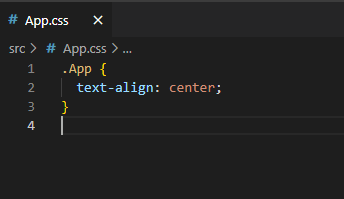 # App.css ×
src > # App.css > ...
1 .App {
2   text-align: center;
3 }
4